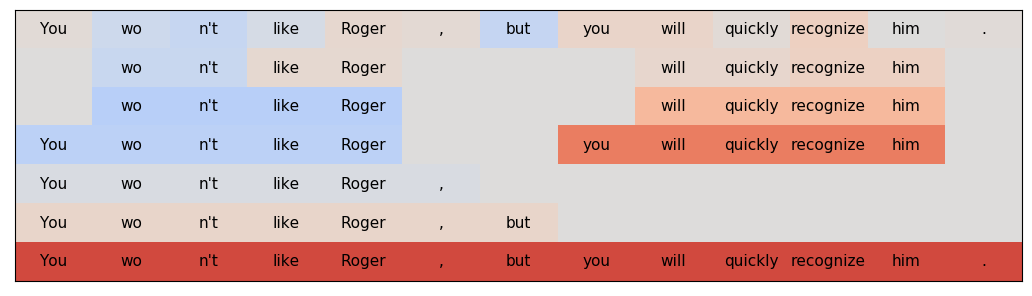 You wo n't like Roger , but you will quickly recognize him .
wo n't like Roger will quickly recognize him
wo n't like Roger will quickly recognize him
You wo n't like Roger you will quickly recognize him
You wo n't like Roger ,
You wo n't like Roger , but
You wo n't like Roger , but you will quickly recognize him .